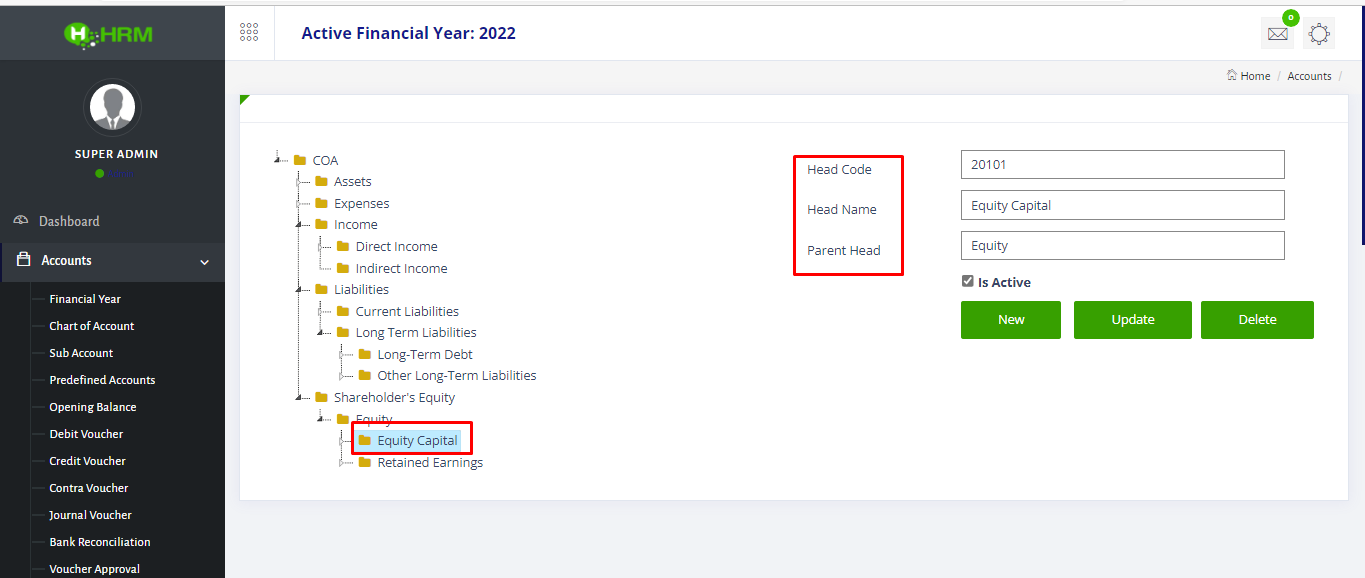 HRM
Active Financial Year: 2022
0
Home / Accounts /
SUPER ADMIN
Dashboard
Accounts
Financial Year
Chart of Account
Sub Account
Predefined Accounts
Opening Balance
Debit Voucher
Credit Voucher
Contra Voucher
Journal Voucher
Bank Reconciliation
Voucher Approval
COA
Assets
Expenses
Income
Direct Income
Indirect Income
Liabilities
Current Liabilities
Long Term Liabilities
Long-Term Debt
Other Long-Term Liabilities
Shareholder's Equity
Equity
Equity Capital
Retained Earnings
Head Code 20101
Head Name Equity Capital
Parent Head Equity
Is Active
New Update Delete